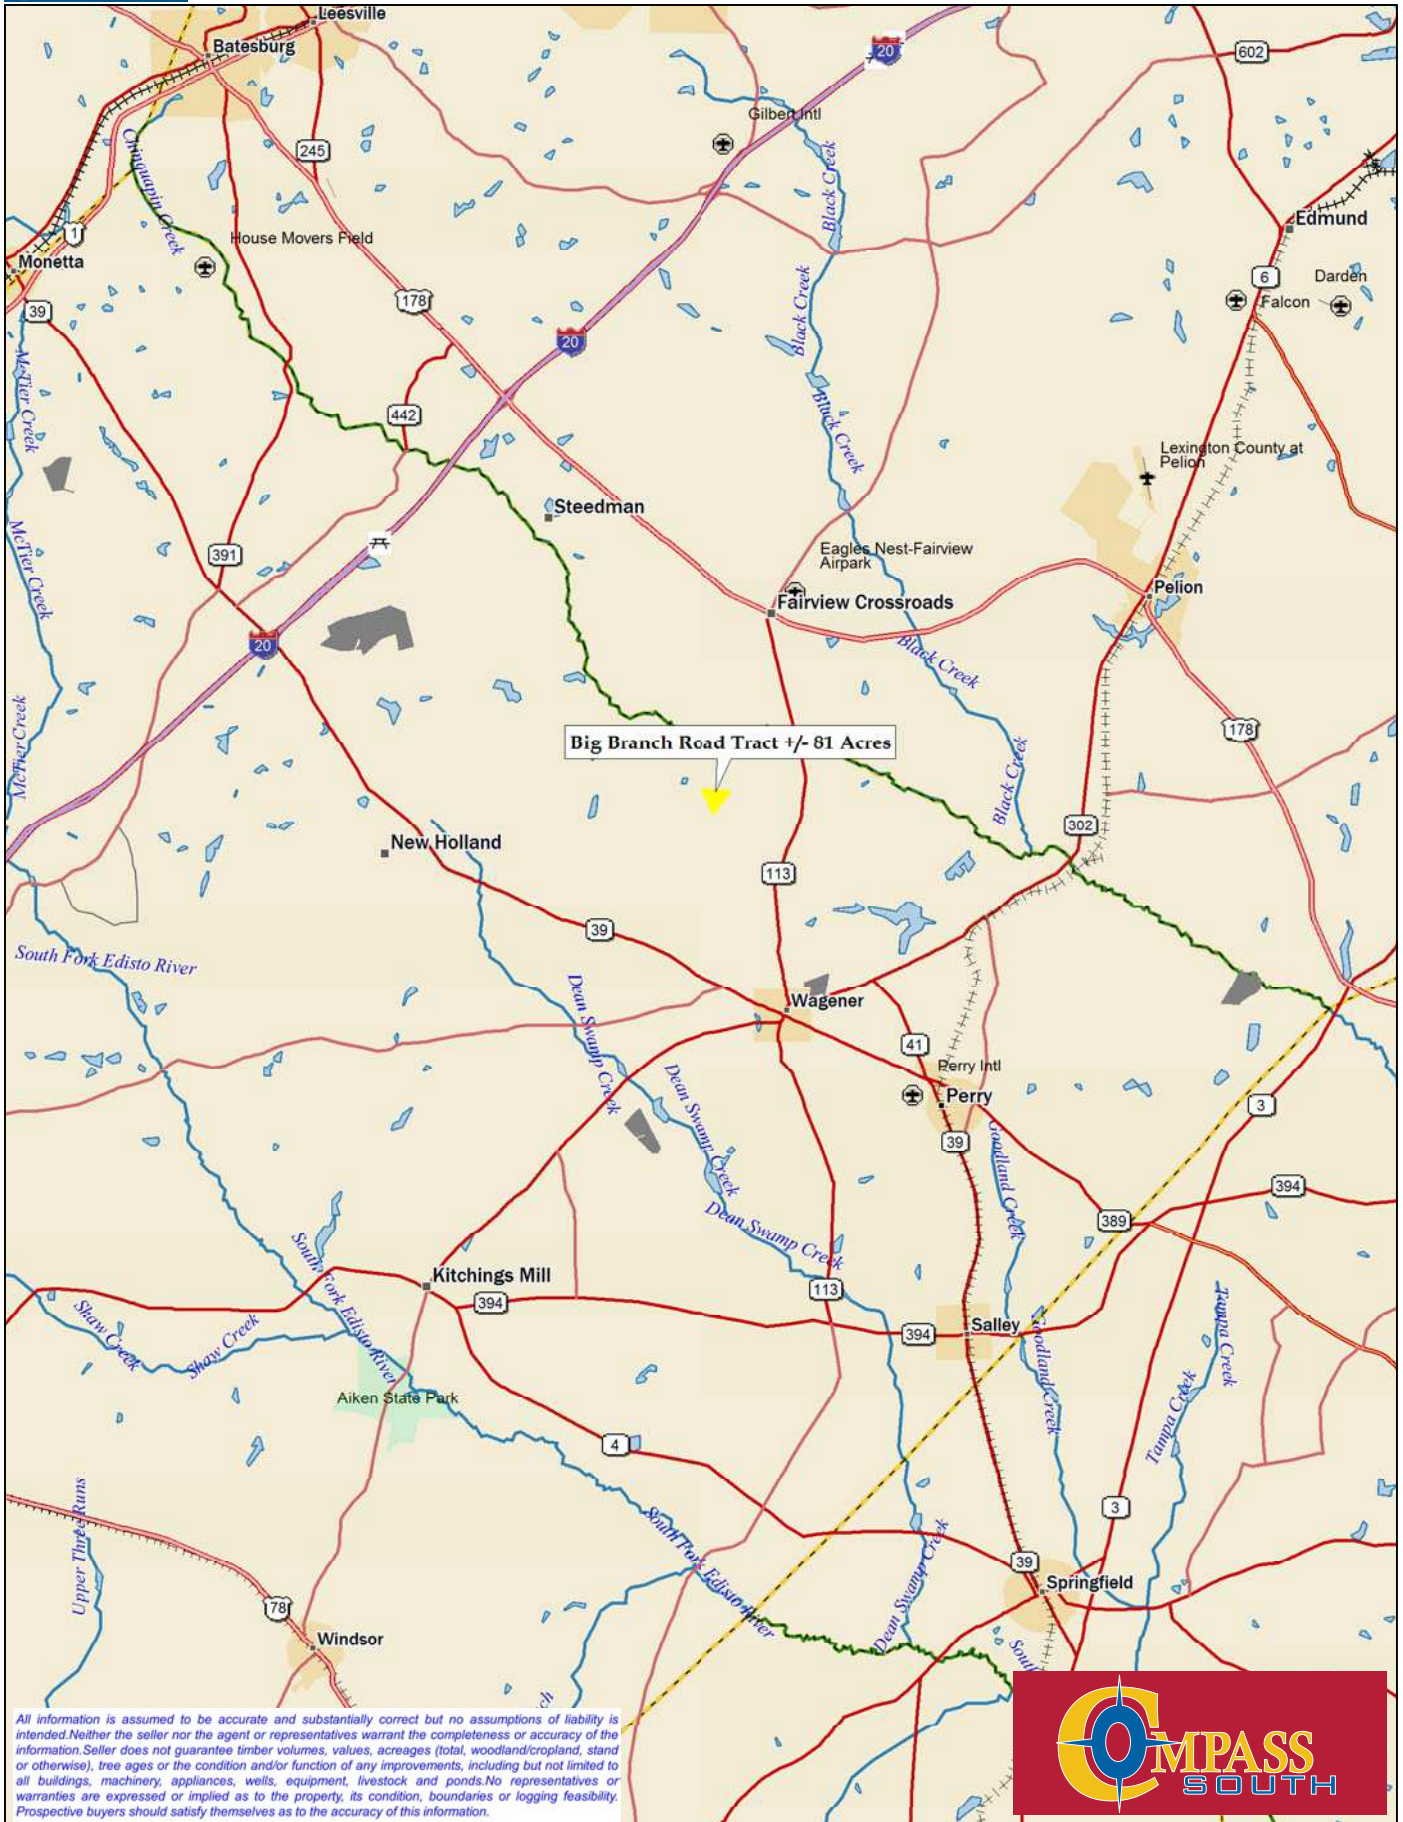 Leesville
Batesburg
20
602
Gilbert Intl
Chinquapin Creek
245
Black Creek
Edmund
1
House Movers Field
Monetta
6
Darden
Falcon
39
178
Black Creek
20
McTier Creek
442
Black Creek
Lexington County at
Pelion
Steedman
McTier Creek
391
Eagles Nest-Fairview
Airpark
Pelion
Fairview Crossroads
20
Black Creek
McTier Creek
178
Big Branch Road Tract +/- 81 Acres
Black Creek
302
New Holland
113
39
South Fork Edisto River
Dean Swamp Creek
Wagener
41
Perry Intl
Dean Swamp Creek
Perry
3
39
Goodland Creek
394
Dean Swamp Creek
389
South Fork Edisto River
Kitchings Mill
394
113
Shaw Creek
Shaw Creek
394
Salley
Goodland Creek
Tampa Creek
Tampa Creek
Aiken State Park
4
Upper Three Runs
3
South Fork Edisto River
Dean Swamp Creek
39
Springfield
78
Windsor
South
ch
All information is assumed to be accurate and substantially correct but no assumptions of liability is
intended.Neither the seller nor the agent or representatives warrant the completeness or accuracy of the
information.Seller does not guarantee timber volumes, values, acreages (total, woodland/cropland, stand
or otherwise), tree ages or the condition and/or function of any improvements, including but not limited to
all buildings, machinery, appliances, wells, equipment, livestock and ponds.No representatives or
warranties are expressed or implied as to the property, its condition, boundaries or logging feasibility.
Prospective buyers should satisfy themselves as to the accuracy of this information.
COMPASS
SOUTH